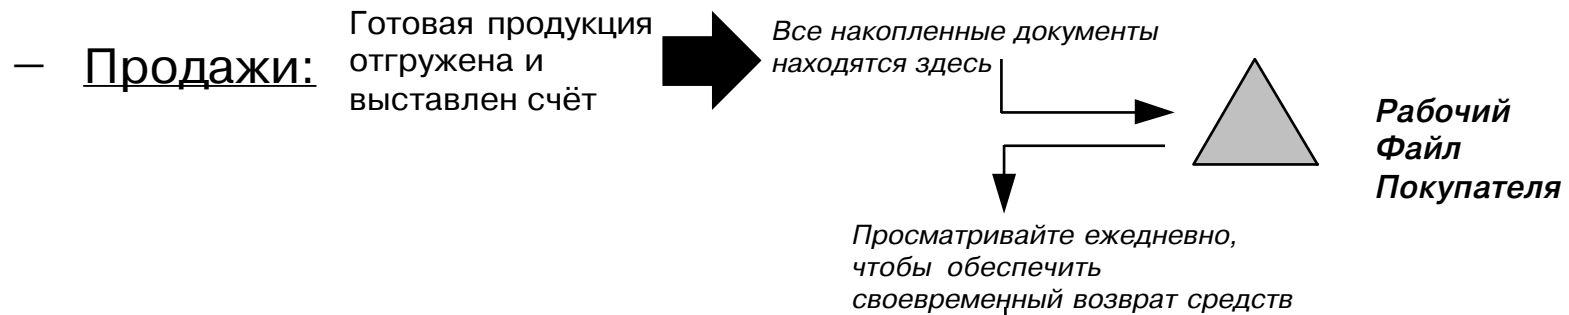 – Продажи:
Готовая продукция
отгружена и
выставлен счёт
Все накопленные документы
находятся здесь
Рабочий
Файл
Покупателя
Просматривайте ежедневно,
чтобы обеспечить
своевременный возврат средств